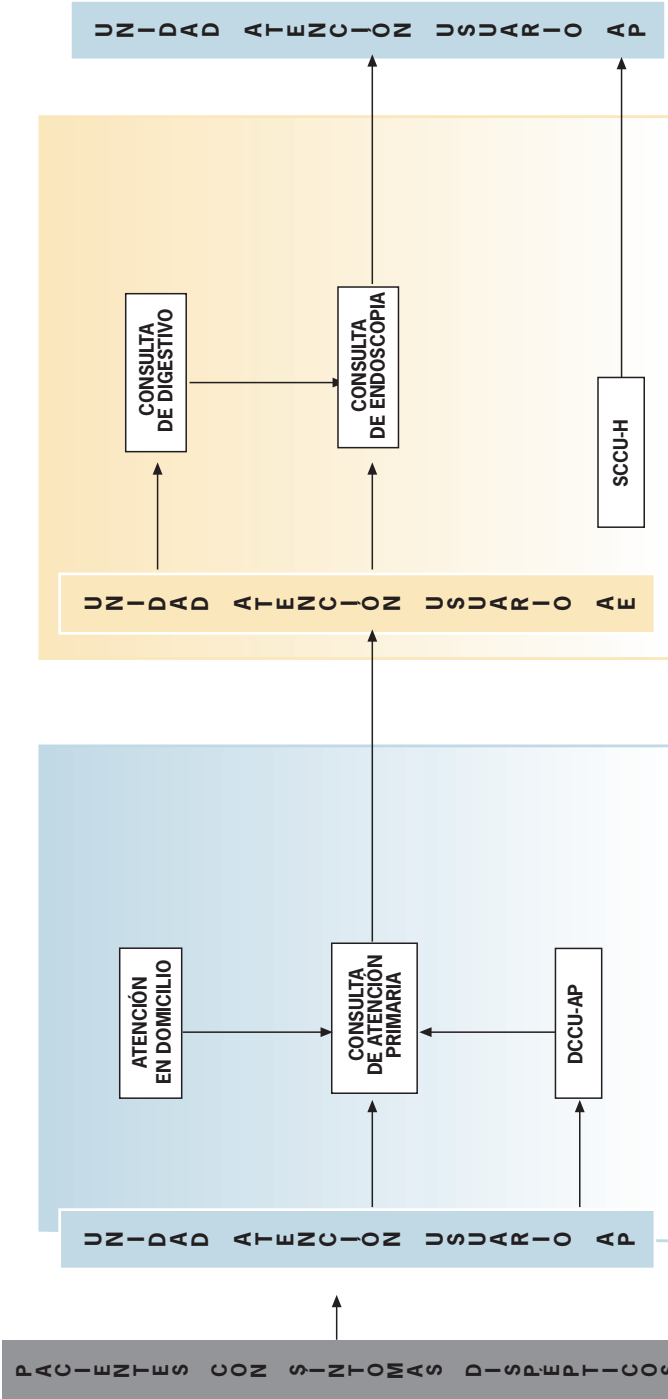 PACIENTES CON SÍNTOMAS DISPÉPTICOS
UNIDAD ATENCIÓN USUARIO AP
ATENCIÓN
EN DOMICILIO
CONSULTA
DE ATENCIÓN
PRIMARIA
DCCU-AP
UNIDAD ATENCIÓN USUARIO AE
CONSULTA
DE DIGESTIVO
CONSULTA
DE ENDOSCOPIA
SCCU-H
UNIDAD ATENCIÓN USUARIO AP